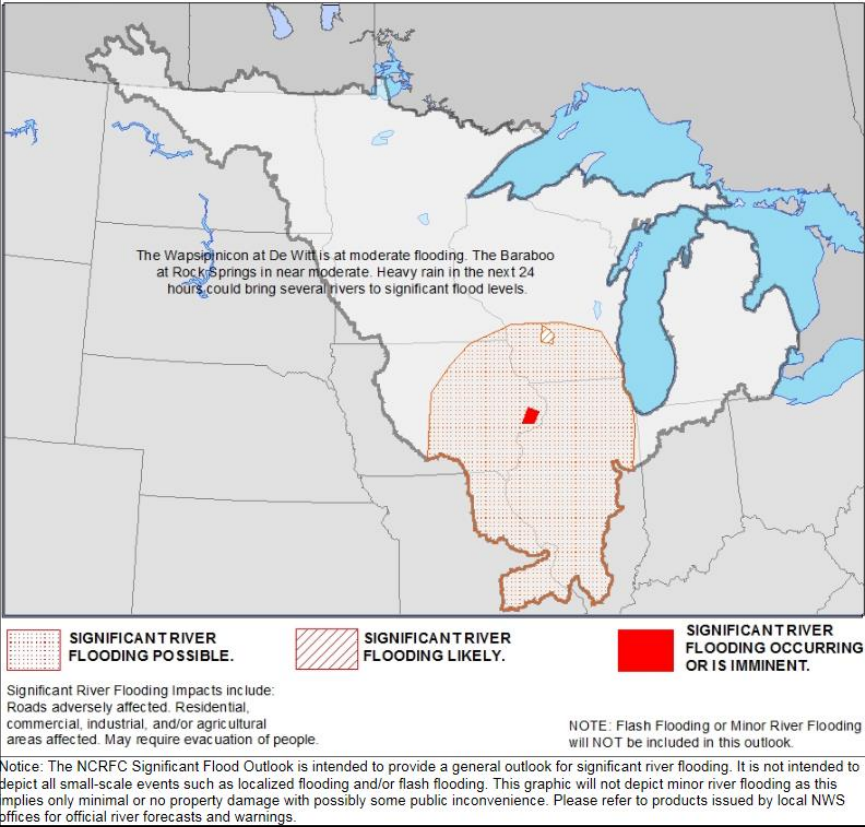 The Wapsipinicon at De Witt is at moderate flooding. The Baraboo
at Rock Springs in near moderate. Heavy rain in the next 24
hours could bring several rivers to significant flood levels.
SIGNIFICANT RIVER
FLOODING POSSIBLE.
SIGNIFICANT RIVER
FLOODING LIKELY.
SIGNIFICANT RIVER
FLOODING OCCURRING
OR IS IMMINENT.
Significant River Flooding Impacts include:
Roads adversely affected. Residential,
commercial, industrial, and/or agricultural
areas affected. May require evacuation of people.
NOTE: Flash Flooding or Minor River Flooding
will NOT be included in this outlook.
Notice: The NCRFC Significant Flood Outlook is intended to provide a general outlook for significant river flooding. It is not intended to
depict all small-scale events such as localized flooding and/or flash flooding. This graphic will not depict minor river flooding as this
implies only minimal or no property damage with possibly some public inconvenience. Please refer to products issued by local NWS
offices for official river forecasts and warnings.